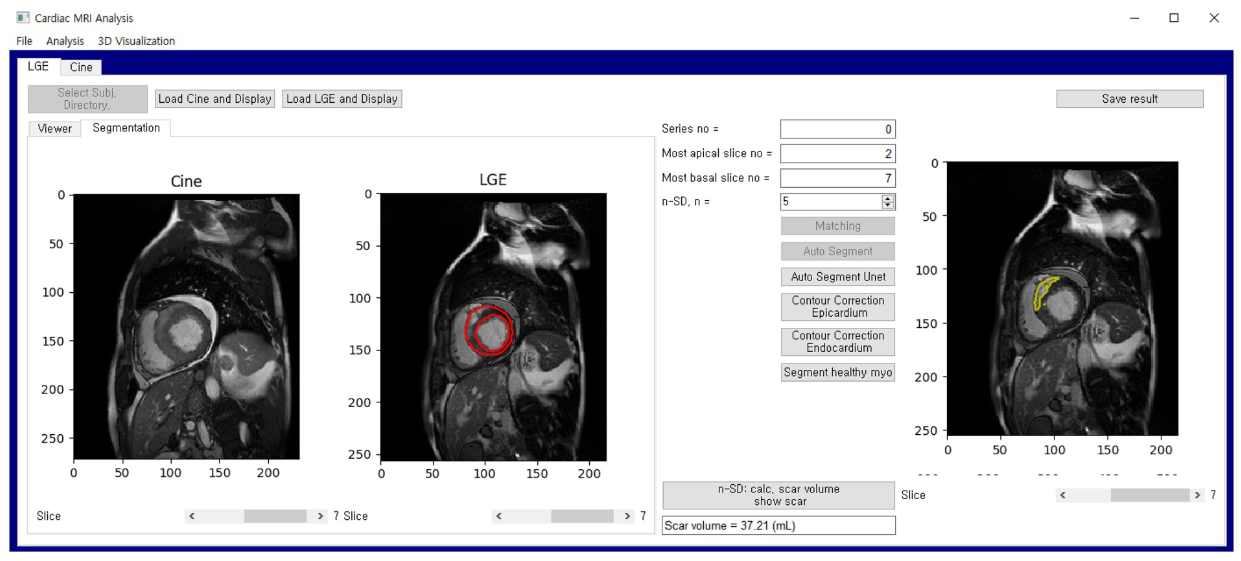 Cardiac MRI Analysis
File Analysis 3D Visualization
LGE Cine
Select Subj.
Directory.
Load Cine and Display
Load LGE and Display
Save result
Viewer Segmentation
Cine
0
50
100
150
200
250
0 50 100 150 200
Slice < > 7
LGE
0
50
100
150
200
250
0 50 100 150 200
Slice < > 7
Series no = 0
Most apical slice no = 2
Most basal slice no = 7
n-SD, n = 5
Matching
Auto Segment
Auto Segment Unet
Contour Correction
Epicardium
Contour Correction
Endocardium
Segment healthy myo
n-SD: calc, scar volume
show scar
Scar volume = 37.21 (mL)
0
50
100
150
200
250
0 50 100 150 200
Slice < > 7